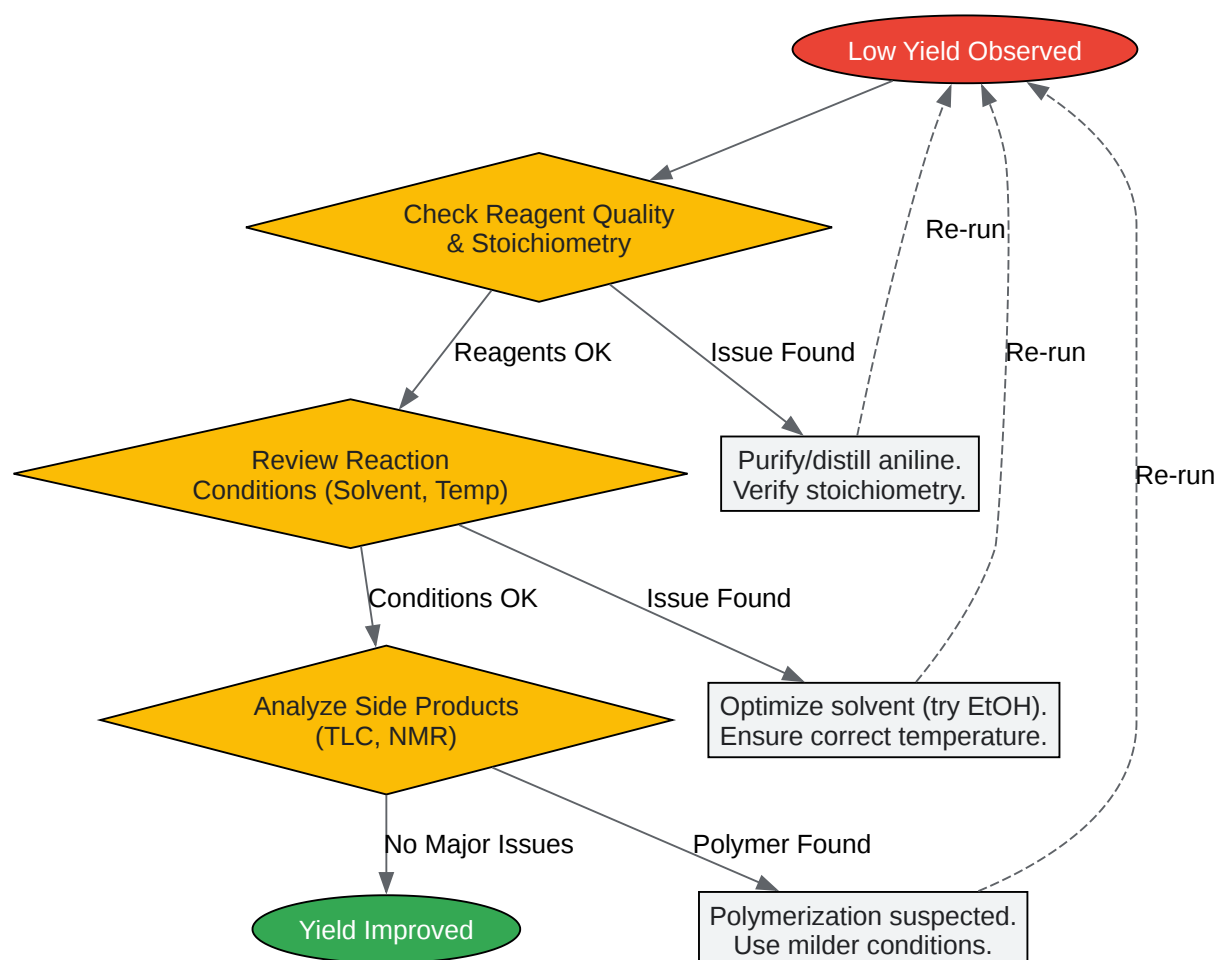 Low Yield Observed
Check Reagent Quality
& Stoichiometry
Re-run
Reagents OK
Issue Found
Re-run
Review Reaction
Conditions (Solvent, Temp)
Purify/distill aniline.
Verify stoichiometry.
Re-run
Conditions OK
Issue Found
Analyze Side Products
(TLC, NMR)
Optimize solvent (try EtOH).
Ensure correct temperature.
No Major Issues
Polymer Found
Yield Improved
Polymerization suspected.
Use milder conditions.